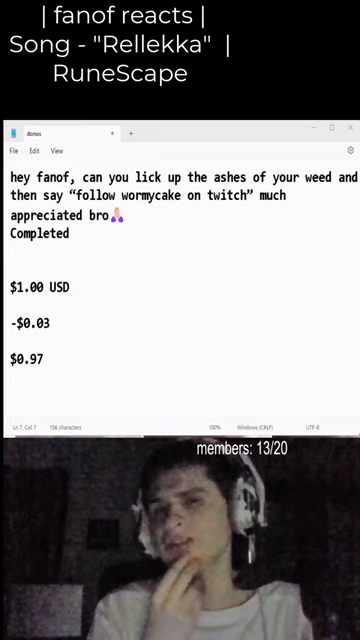 | fanof reacts |
Song - "Rellekka" |
RuneScape
donos
File Edit View
hey fanof, can you lick up the ashes of your weed and
then say “follow wormycake on twitch” much
appreciated bro🙏🏼
Completed
$1.00 USD
-$0.03
$0.97
Ln 7, Col 7 156 characters 100% Windows (CRLF) UTF-8
members: 13/20